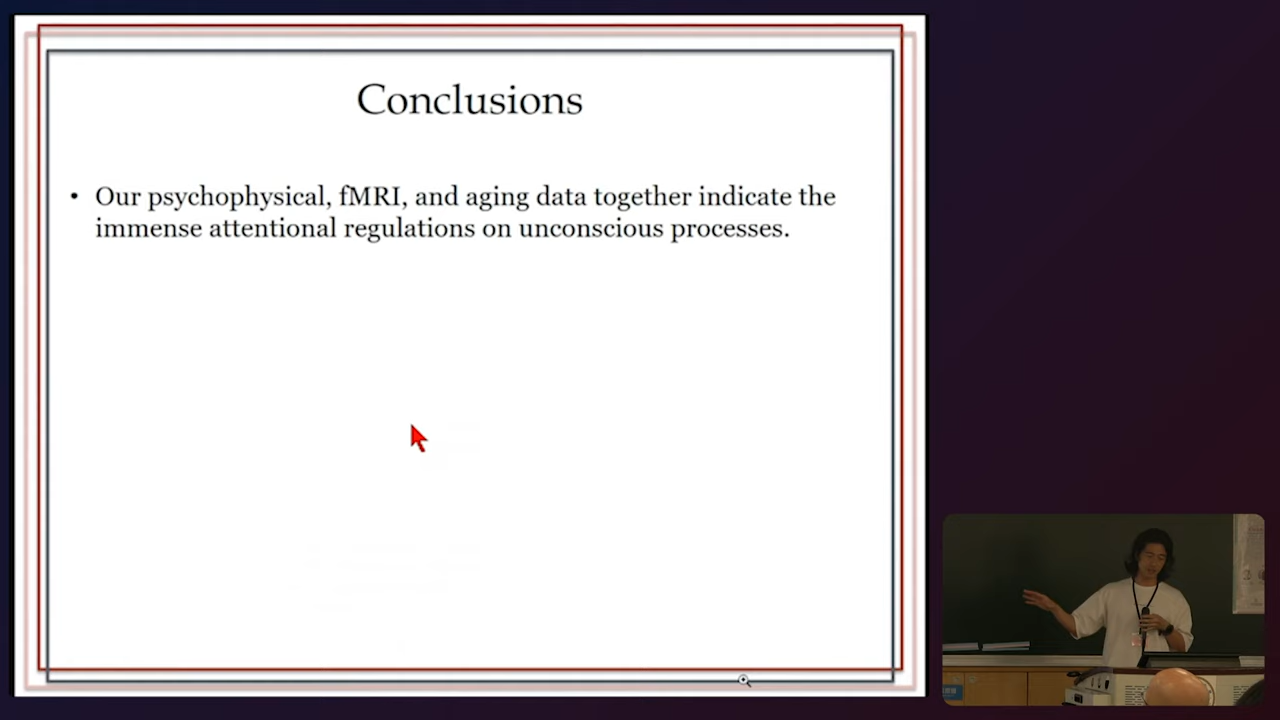 Conclusions
• Our psychophysical, fMRI, and aging data together indicate the
immense attentional regulations on unconscious processes.